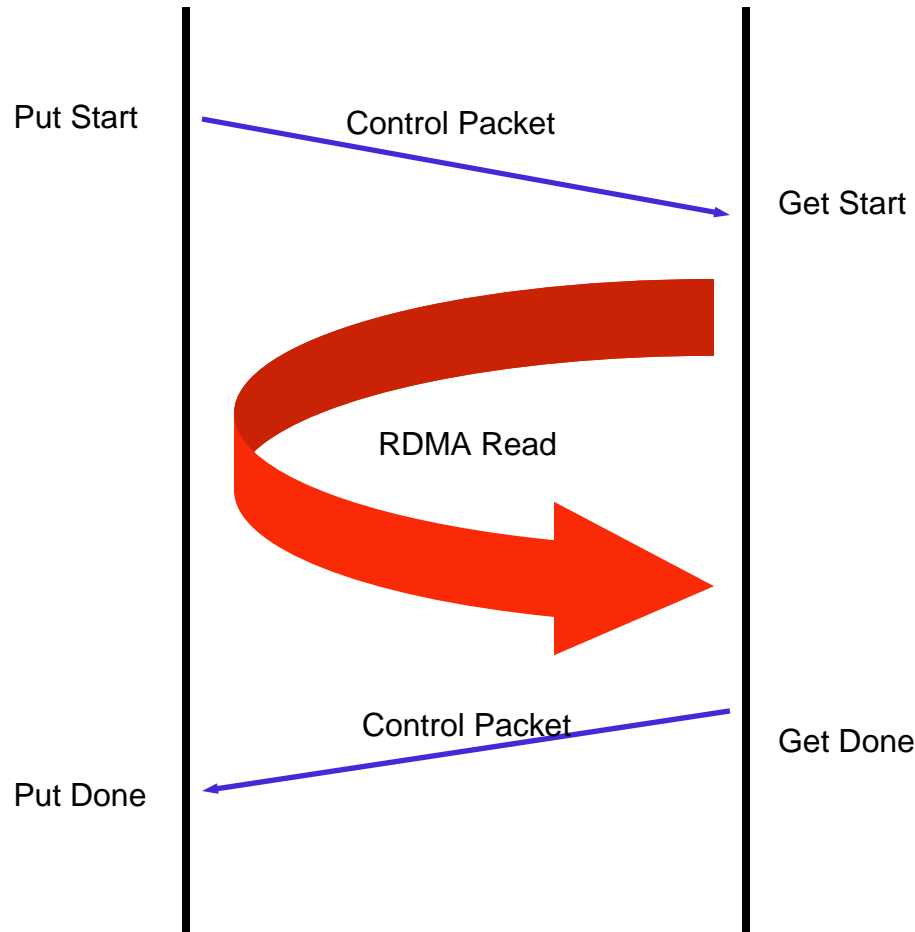 Put Start
Control Packet
Get Start
RDMA Read
Control Packet
Get Done
Put Done